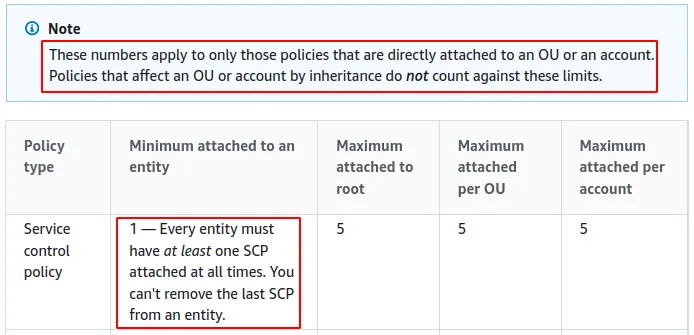 Note
These numbers apply to only those policies that are directly attached to an OU or an account.
Policies that affect an OU or account by inheritance do not count against these limits.
Policy
type
Minimum attached to an
entity
Maximum
attached to
root
Maximum
attached
per OU
Maximum
attached per
account
Service
control
policy
1 — Every entity must
have at least one SCP
attached at all times. You
can't remove the last SCP
from an entity.
5
5
5